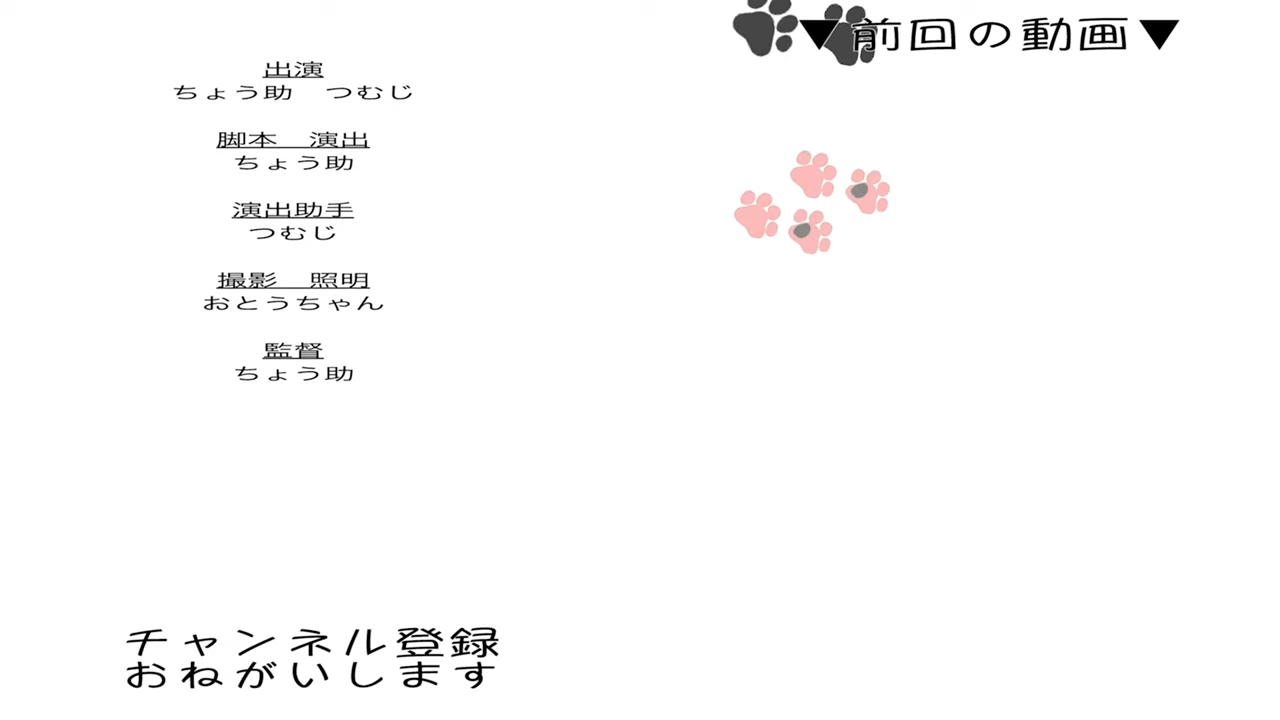 出演
ちょう助　つむじ
脚本　演出
ちょう助
演出助手
つむじ
撮影　照明
おとうちゃん
監督
ちょう助
▼前回の動画▼
チャンネル登録
おねがいします